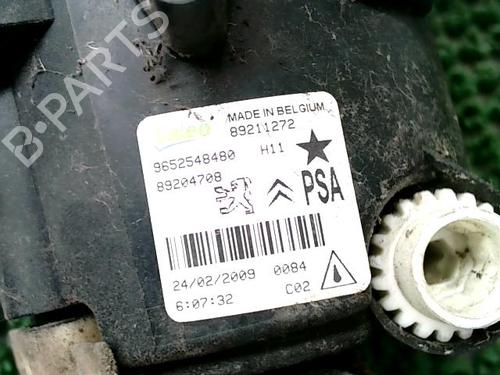 B-PARTS
Valeo
MADE IN BELGIUM
89211272
9652548480 H11
89204708
PSA
24/02/2009 0084
6:07:32 C02